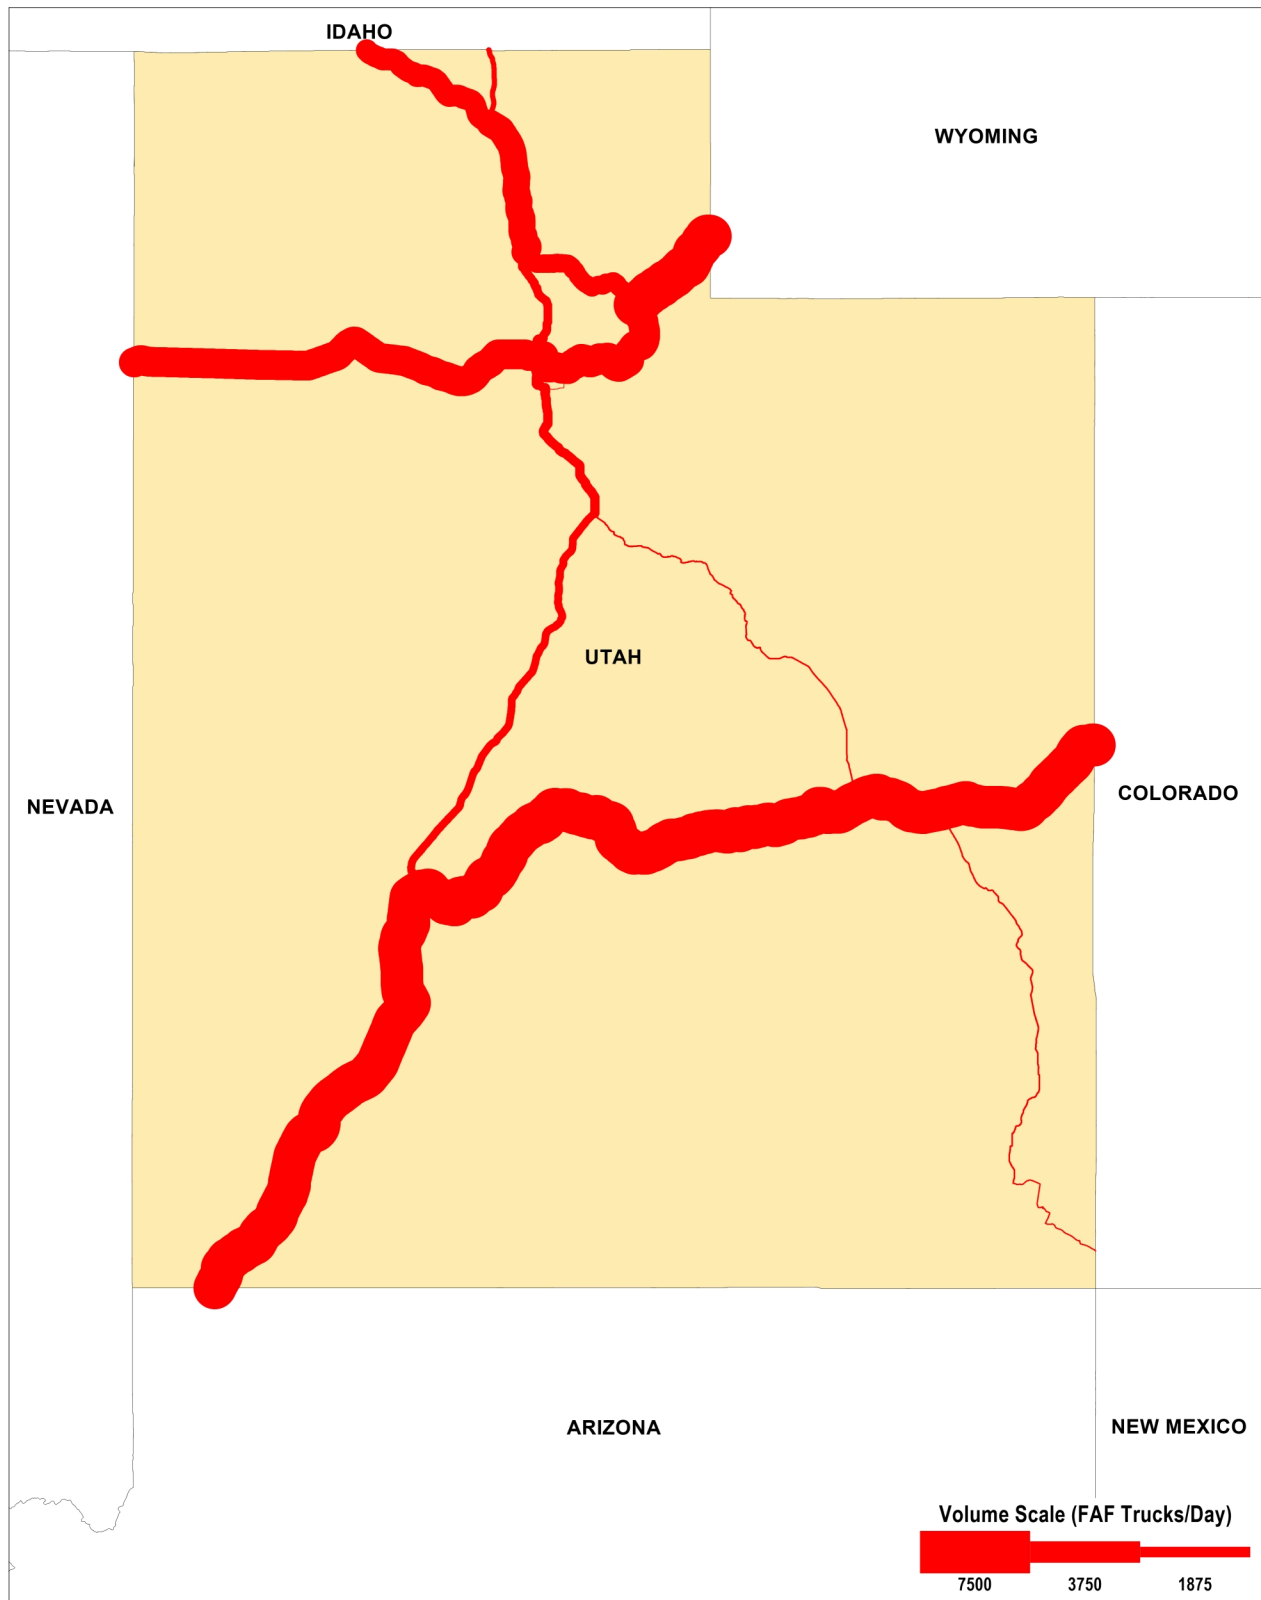 IDAHO
WYOMING
UTAH
NEVADA
COLORADO
ARIZONA
NEW MEXICO
Volume Scale (FAF Trucks/Day)
7500 3750 1875